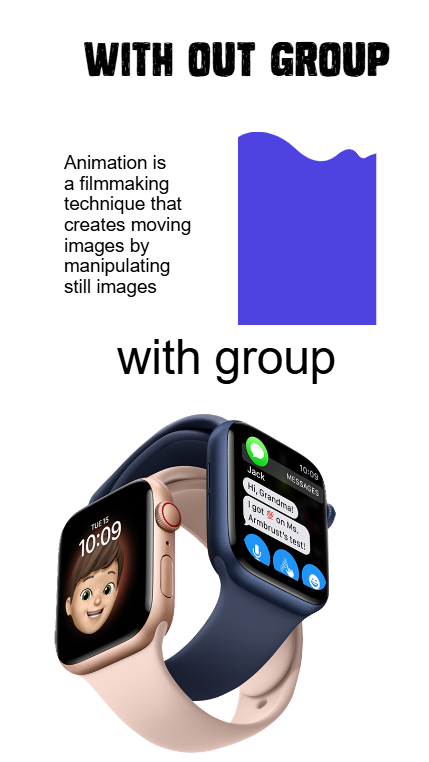 WITH OUT GROUP
Animation is
a filmmaking
technique that
creates moving
images by
manipulating
still images
with group
10:09
MESSAGES
Jack
Hi, Grandma!
I got 💯 on Ms.
Armbrust's test!
TUE 15
10:09